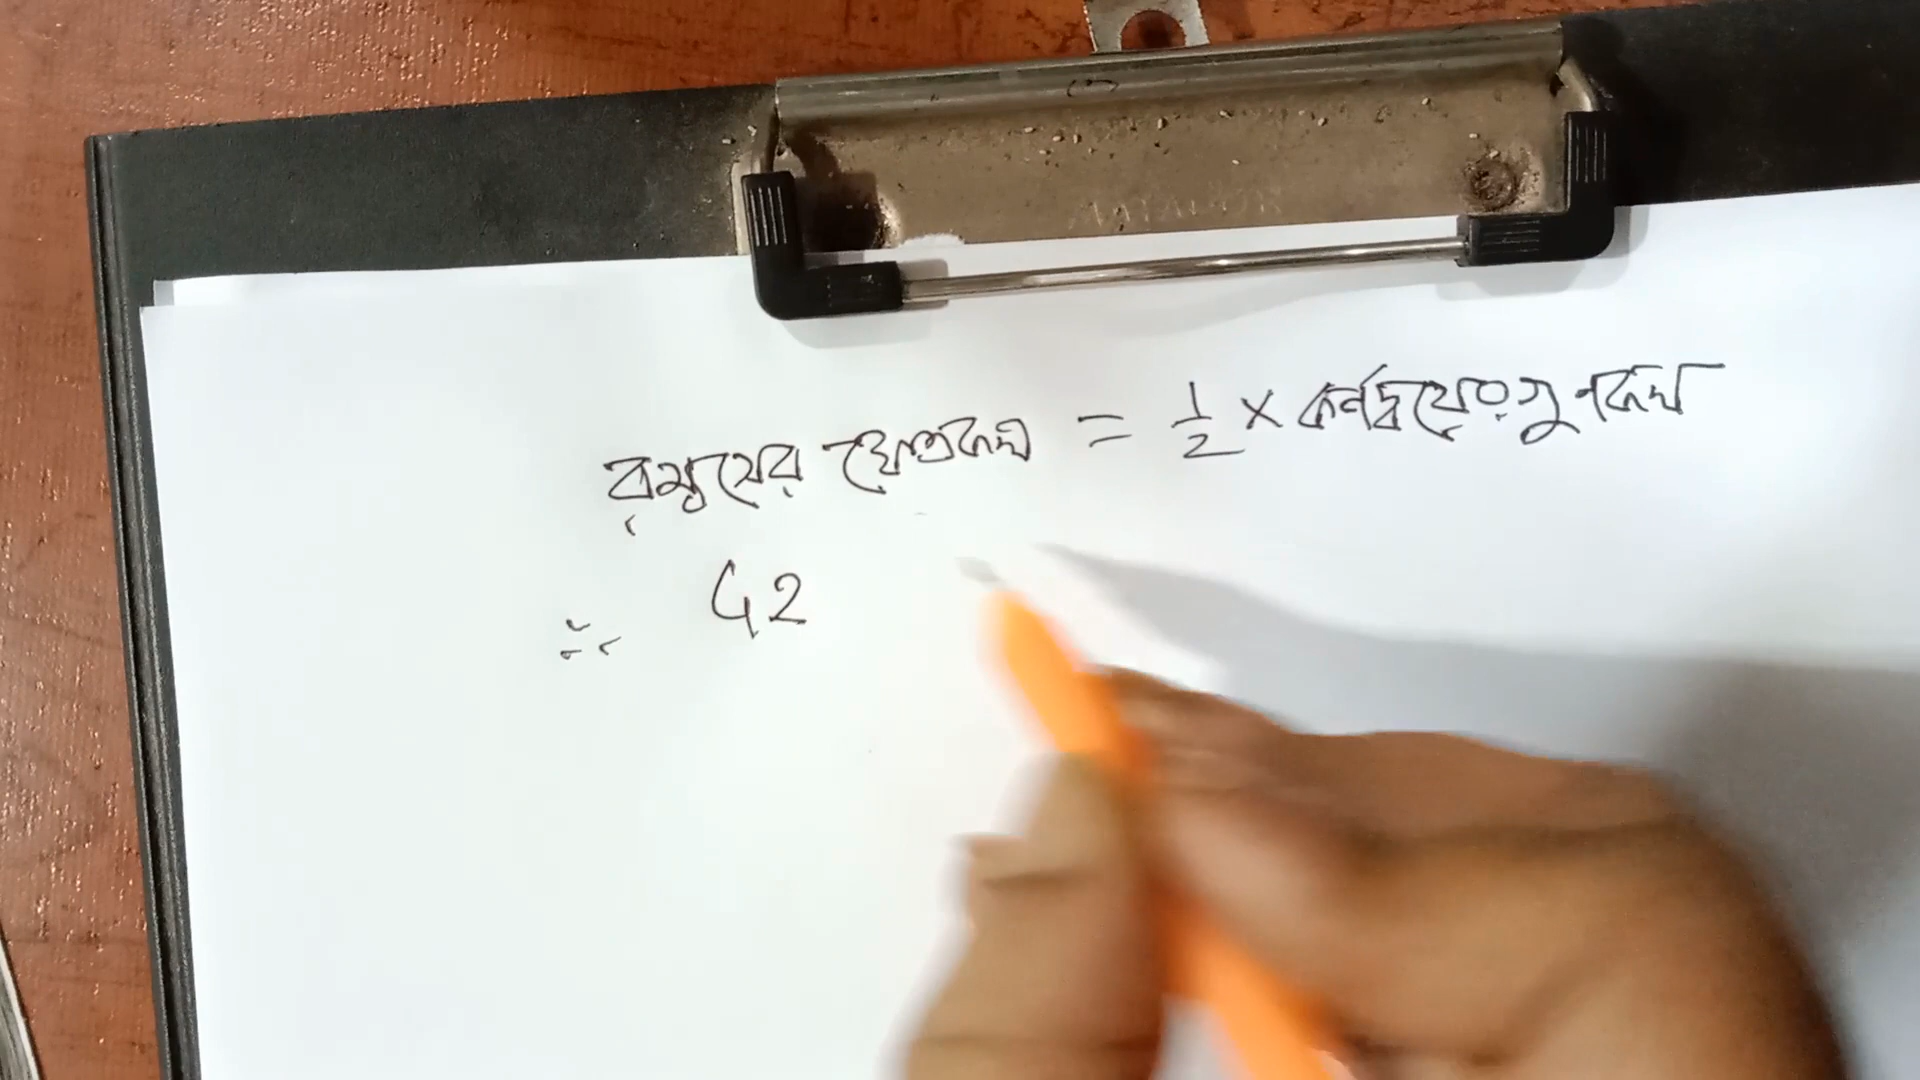 রম্বসের ক্ষেত্রফল = 1/2 × কর্ণদ্বয়ের গুণফল
∴ 42